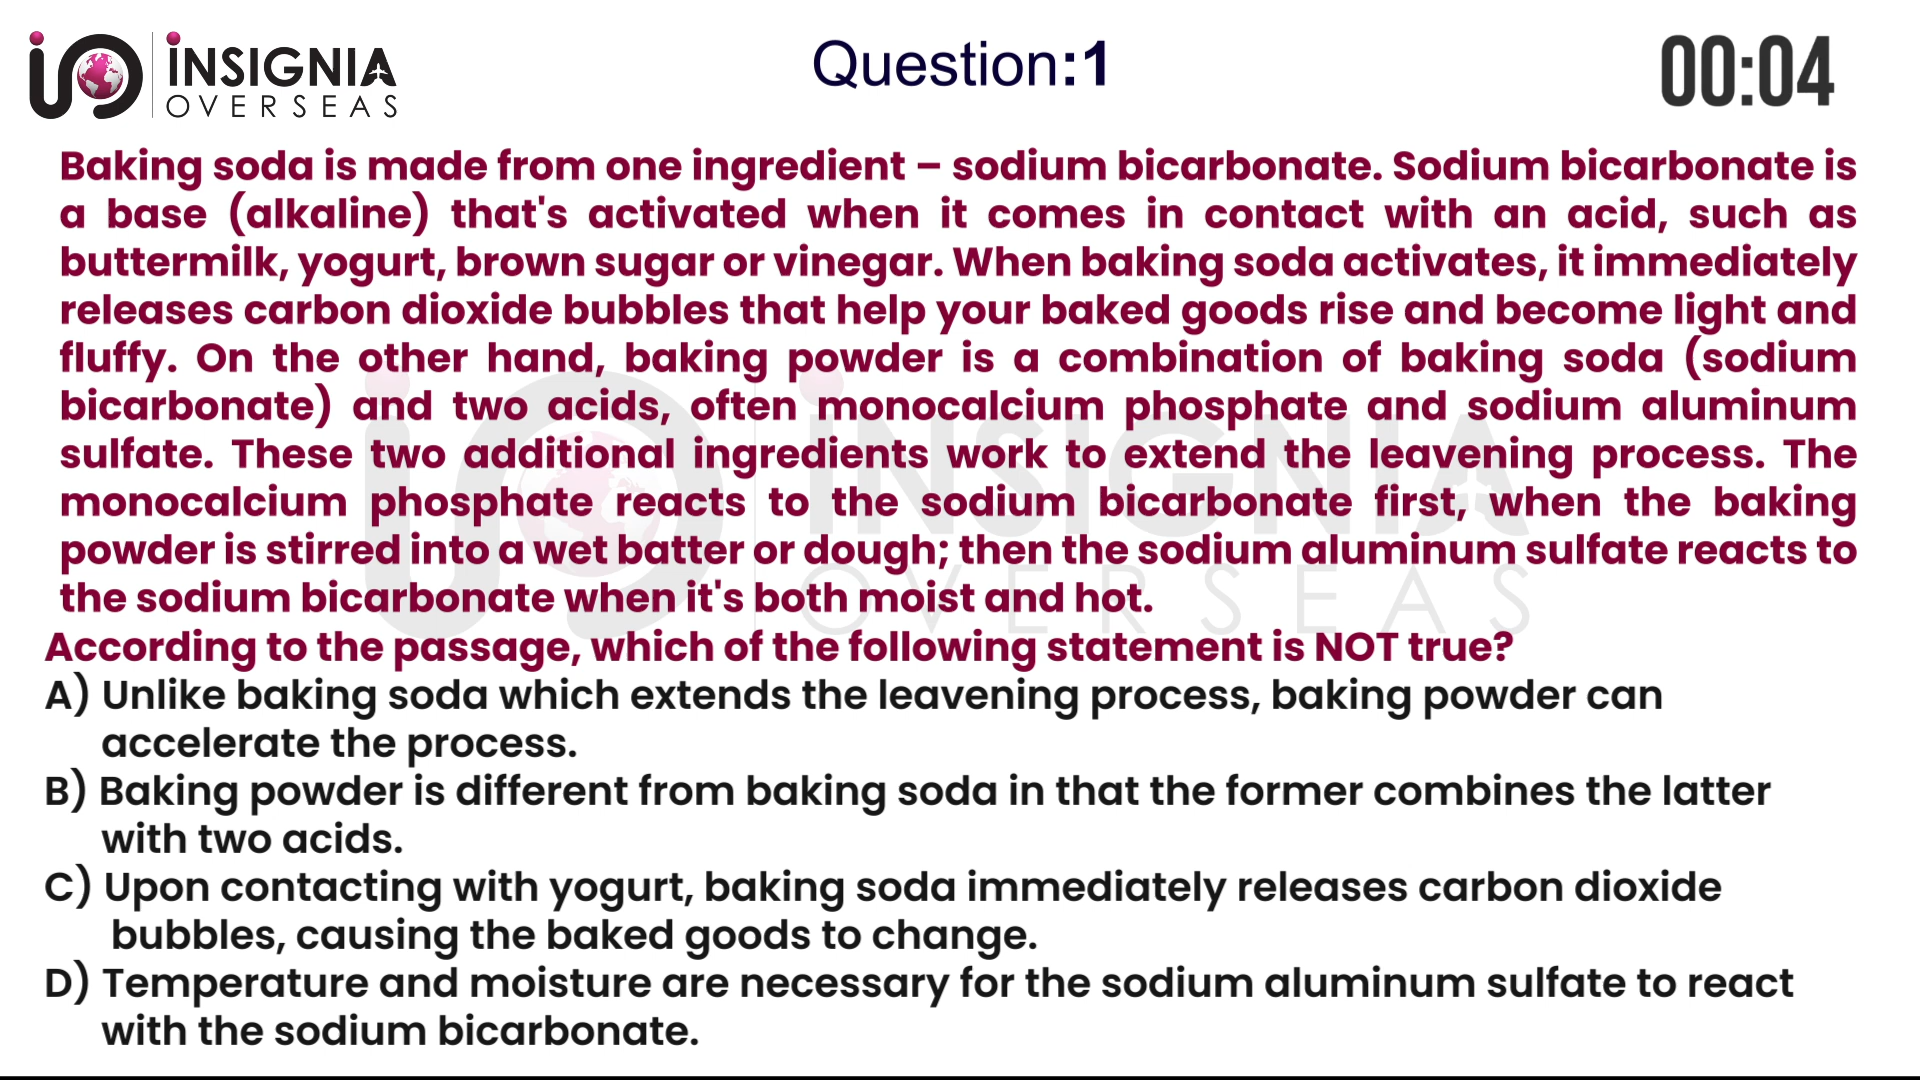 INSIGNIA
OVERSEAS
Question:1
00:04
Baking soda is made from one ingredient – sodium bicarbonate. Sodium bicarbonate is
a base (alkaline) that's activated when it comes in contact with an acid, such as
buttermilk, yogurt, brown sugar or vinegar. When baking soda activates, it immediately
releases carbon dioxide bubbles that help your baked goods rise and become light and
fluffy. On the other hand, baking powder is a combination of baking soda (sodium
bicarbonate) and two acids, often monocalcium phosphate and sodium aluminum
sulfate. These two additional ingredients work to extend the leavening process. The
monocalcium phosphate reacts to the sodium bicarbonate first, when the baking
powder is stirred into a wet batter or dough; then the sodium aluminum sulfate reacts to
the sodium bicarbonate when it's both moist and hot.
According to the passage, which of the following statement is NOT true?
A) Unlike baking soda which extends the leavening process, baking powder can
accelerate the process.
B) Baking powder is different from baking soda in that the former combines the latter
with two acids.
C) Upon contacting with yogurt, baking soda immediately releases carbon dioxide
bubbles, causing the baked goods to change.
D) Temperature and moisture are necessary for the sodium aluminum sulfate to react
with the sodium bicarbonate.
INSIGNIA
OVERSEAS